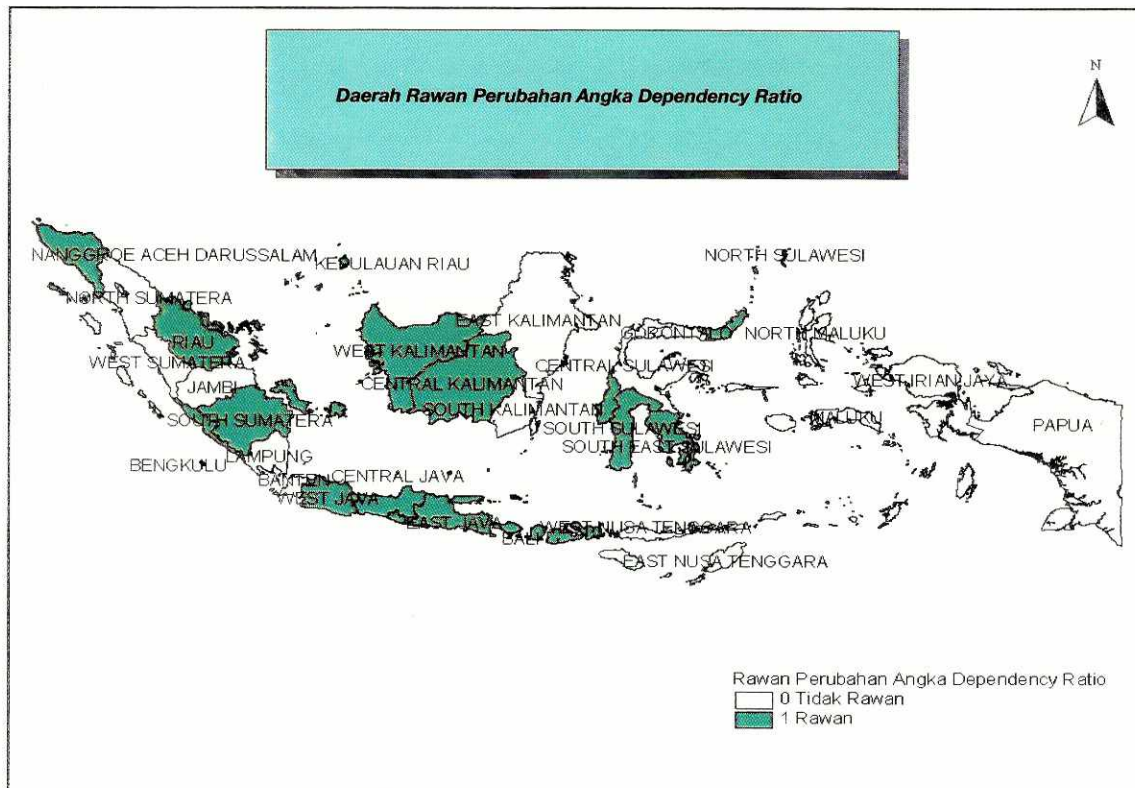 Daerah Rawan Perubahan Angka Dependency Ratio
N
NANGGROE ACEH DARUSSALAM
KEPULAUAN RIAU
NORTH SULAWESI
NORTH SUMATERA
EAST KALIMANTAN
GORONTALO
NORTH MALUKU
RIAU
WEST KALIMANTAN
WEST SUMATERA
CENTRAL SULAWESI
JAMBI
CENTRAL KALIMANTAN
WEST IRIAN JAYA
SOUTH KALIMANTAN
SOUTH SUMATERA
SOUTH SULAWESI
MALUKU
PAPUA
SOUTH EAST SULAWESI
LAMPUNG
BENGKULU
CENTRAL JAVA
BANTEN
WEST JAVA
EAST JAVA
WEST NUSA TENGGARA
BALI
EAST NUSA TENGGARA
Rawan Perubahan Angka Dependency Ratio
0 Tidak Rawan
1 Rawan